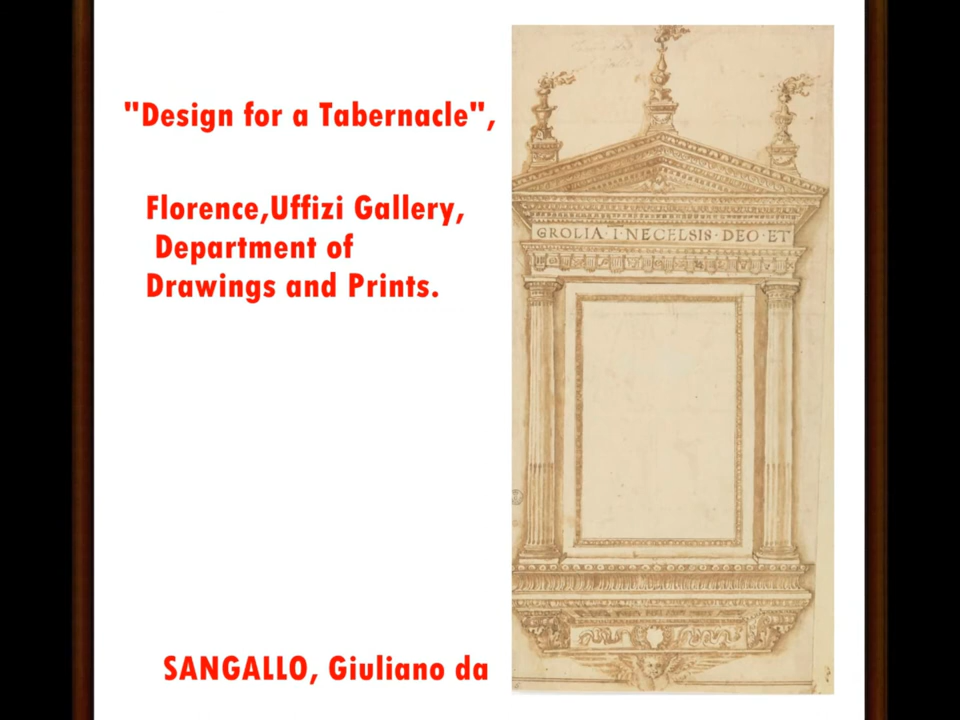 "Design for a Tabernacle",
Florence,Uffizi Gallery,
Department of
Drawings and Prints.
SANGALLO, Giuliano da
GROLIA·I·NECELSIS·DEO·ET